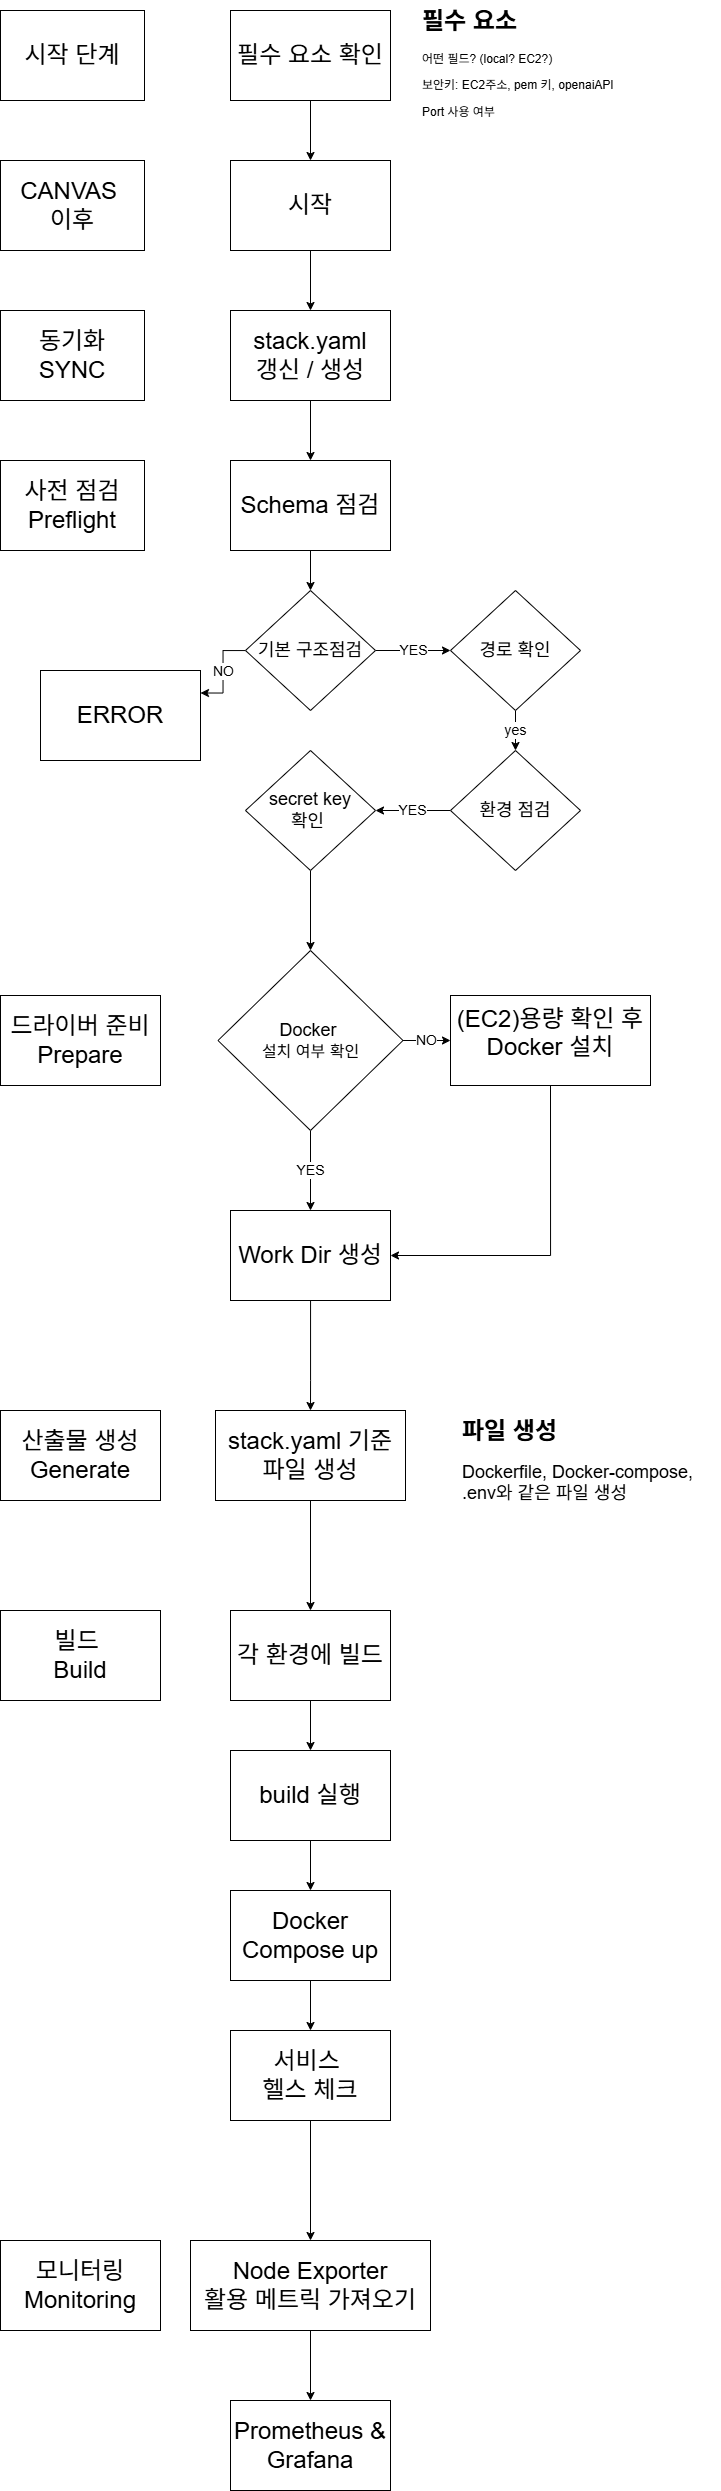 시작 단계
필수 요소 확인
필수 요소
어떤 필드? (local? EC2?)
보안키: EC2주소, pem 키, openaiAPI
Port 사용 여부
CANVAS
이후
시작
동기화
SYNC
stack.yaml
갱신 / 생성
사전 점검
Preflight
Schema 점검
기본 구조점검
YES
경로 확인
NO
ERROR
yes
secret key
확인
YES
환경 점검
드라이버 준비
Prepare
Docker
설치 여부 확인
NO
(EC2)용량 확인 후
Docker 설치
YES
Work Dir 생성
산출물 생성
Generate
stack.yaml 기준
파일 생성
파일 생성
Dockerfile, Docker-compose,
.env와 같은 파일 생성
빌드
Build
각 환경에 빌드
build 실행
Docker
Compose up
서비스
헬스 체크
모니터링
Monitoring
Node Exporter
활용 메트릭 가져오기
Prometheus &
Grafana